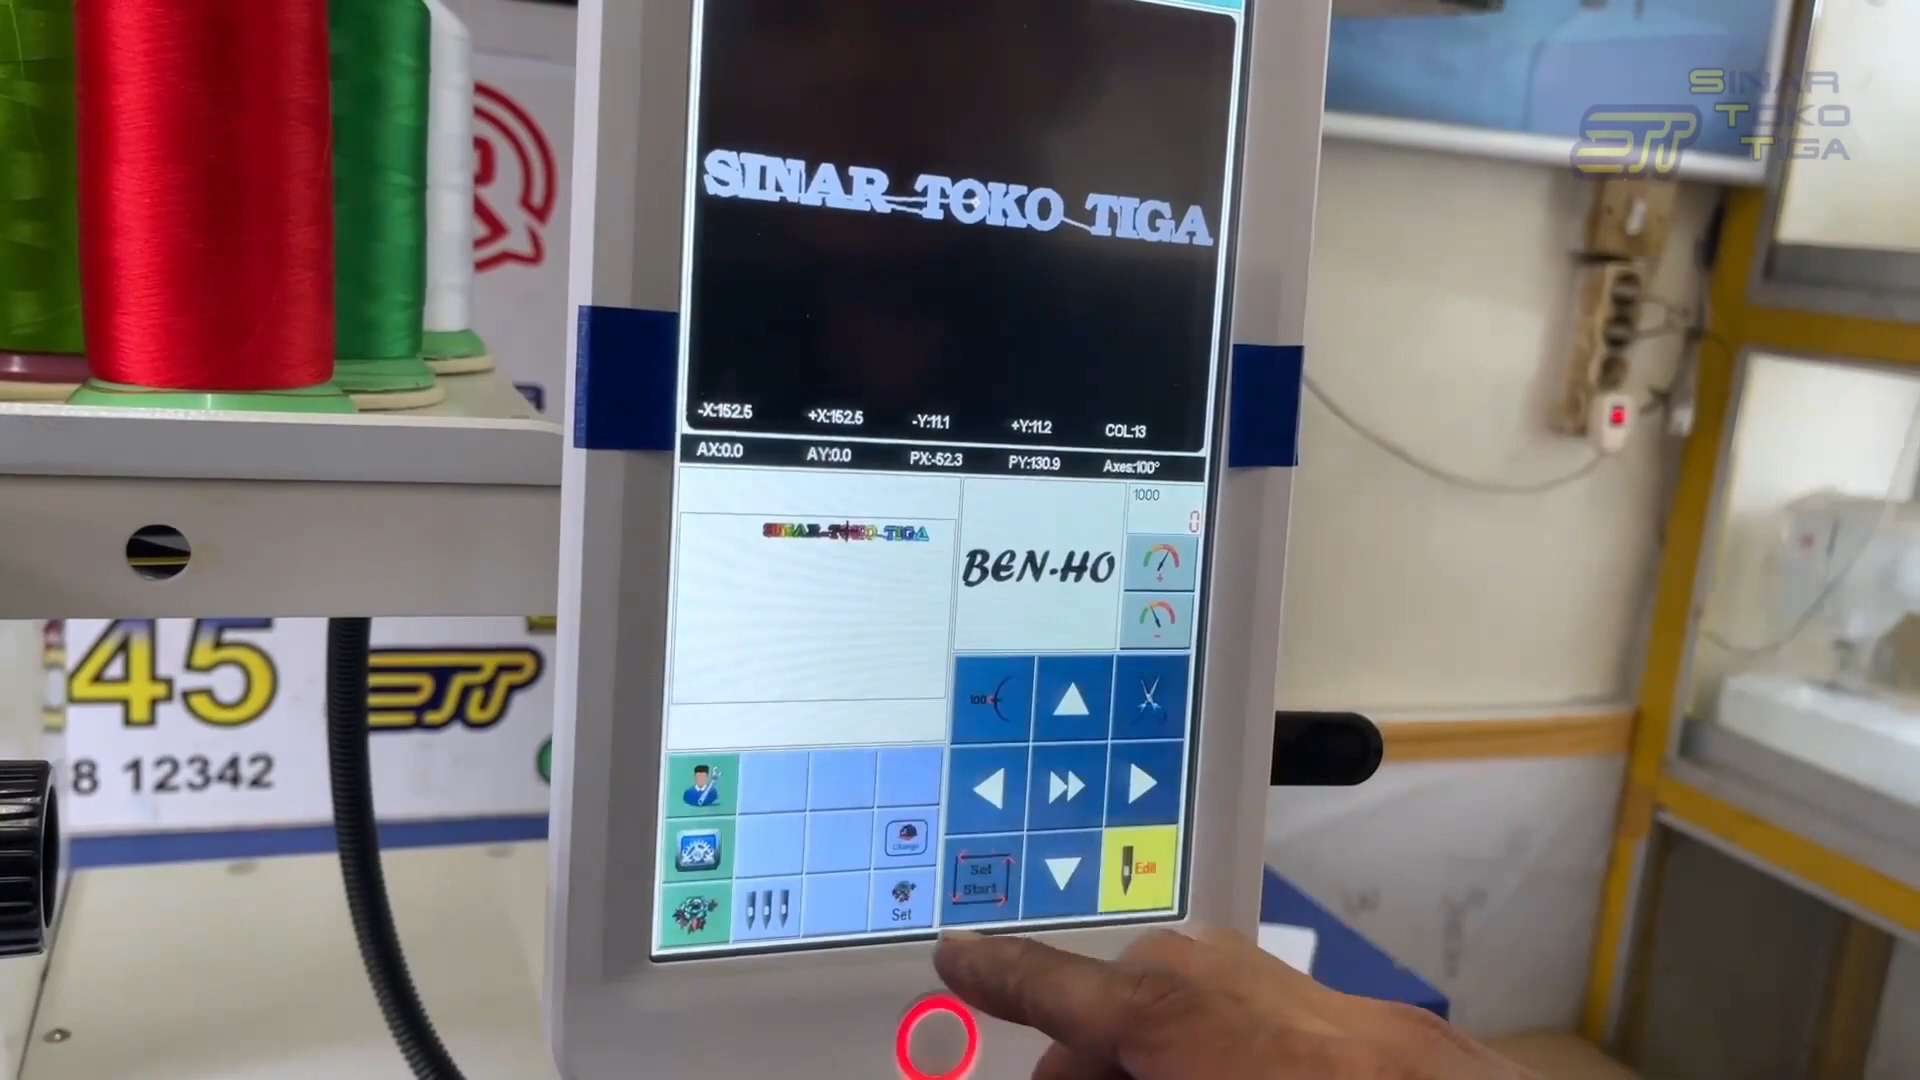 SINAR
TOKO
TIGA
SINAR TOKO TIGA
-X:152.5 +X:152.5 -Y:11.1 +Y:11.2 COL:13
AX:0.0 AY:0.0 PX:-52.3 PY:130.9 Axes:100°
1000
0
SINAR TOKO TIGA
BEN-HO
100
Change
Set
Set
Start
Edit
45
8 12342